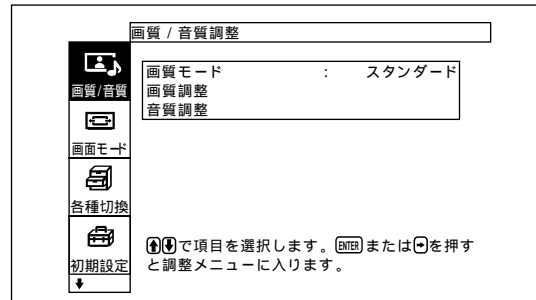 画質 / 音質調整
画質/音質
画面モード
各種切換
初期設定
画質モード : スタンダード
画質調整
音質調整
で項目を選択します。ENTERまたはを押す
と調整メニューに入ります。